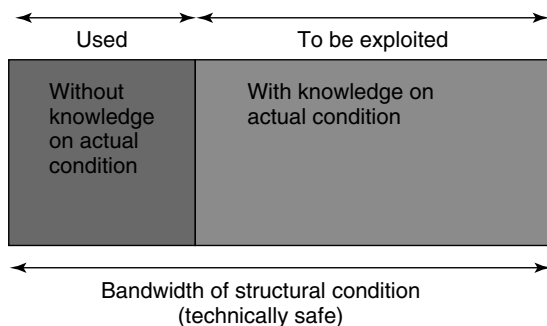 Used
To be exploited
Without
knowledge
on actual
condition
With knowledge on
actual condition
Bandwidth of structural condition
(technically safe)